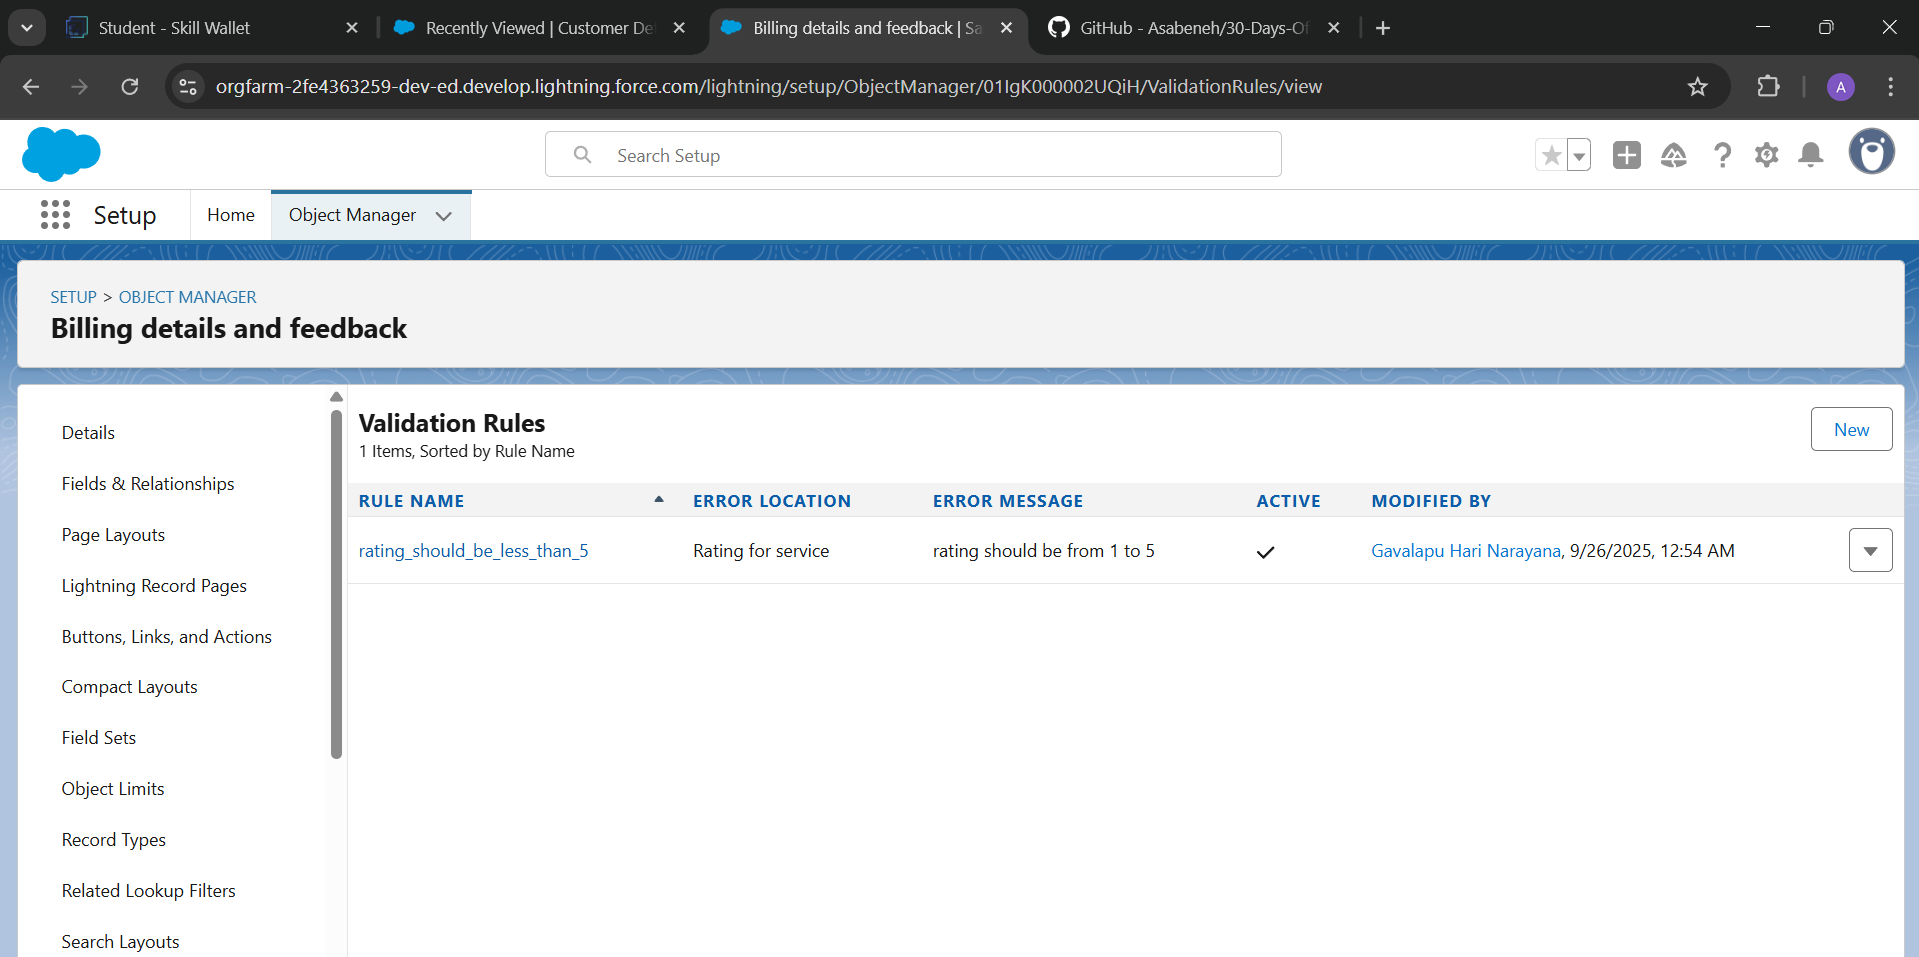 Student - Skill Wallet
Recently Viewed | Customer De
Billing details and feedback | Sa
GitHub - Asabeneh/30-Days-Of
orgfarm-2fe4363259-dev-ed.develop.lightning.force.com/lightning/setup/ObjectManager/01IgK000002UQiH/ValidationRules/view
A
Search Setup
Setup
Home
Object Manager
SETUP > OBJECT MANAGER
Billing details and feedback
Details
Fields & Relationships
Page Layouts
Lightning Record Pages
Buttons, Links, and Actions
Compact Layouts
Field Sets
Object Limits
Record Types
Related Lookup Filters
Search Layouts
Validation Rules
1 Items, Sorted by Rule Name
New
RULE NAME ERROR LOCATION ERROR MESSAGE ACTIVE MODIFIED BY
rating_should_be_less_than_5 Rating for service rating should be from 1 to 5 Gavalapu Hari Narayana, 9/26/2025, 12:54 AM